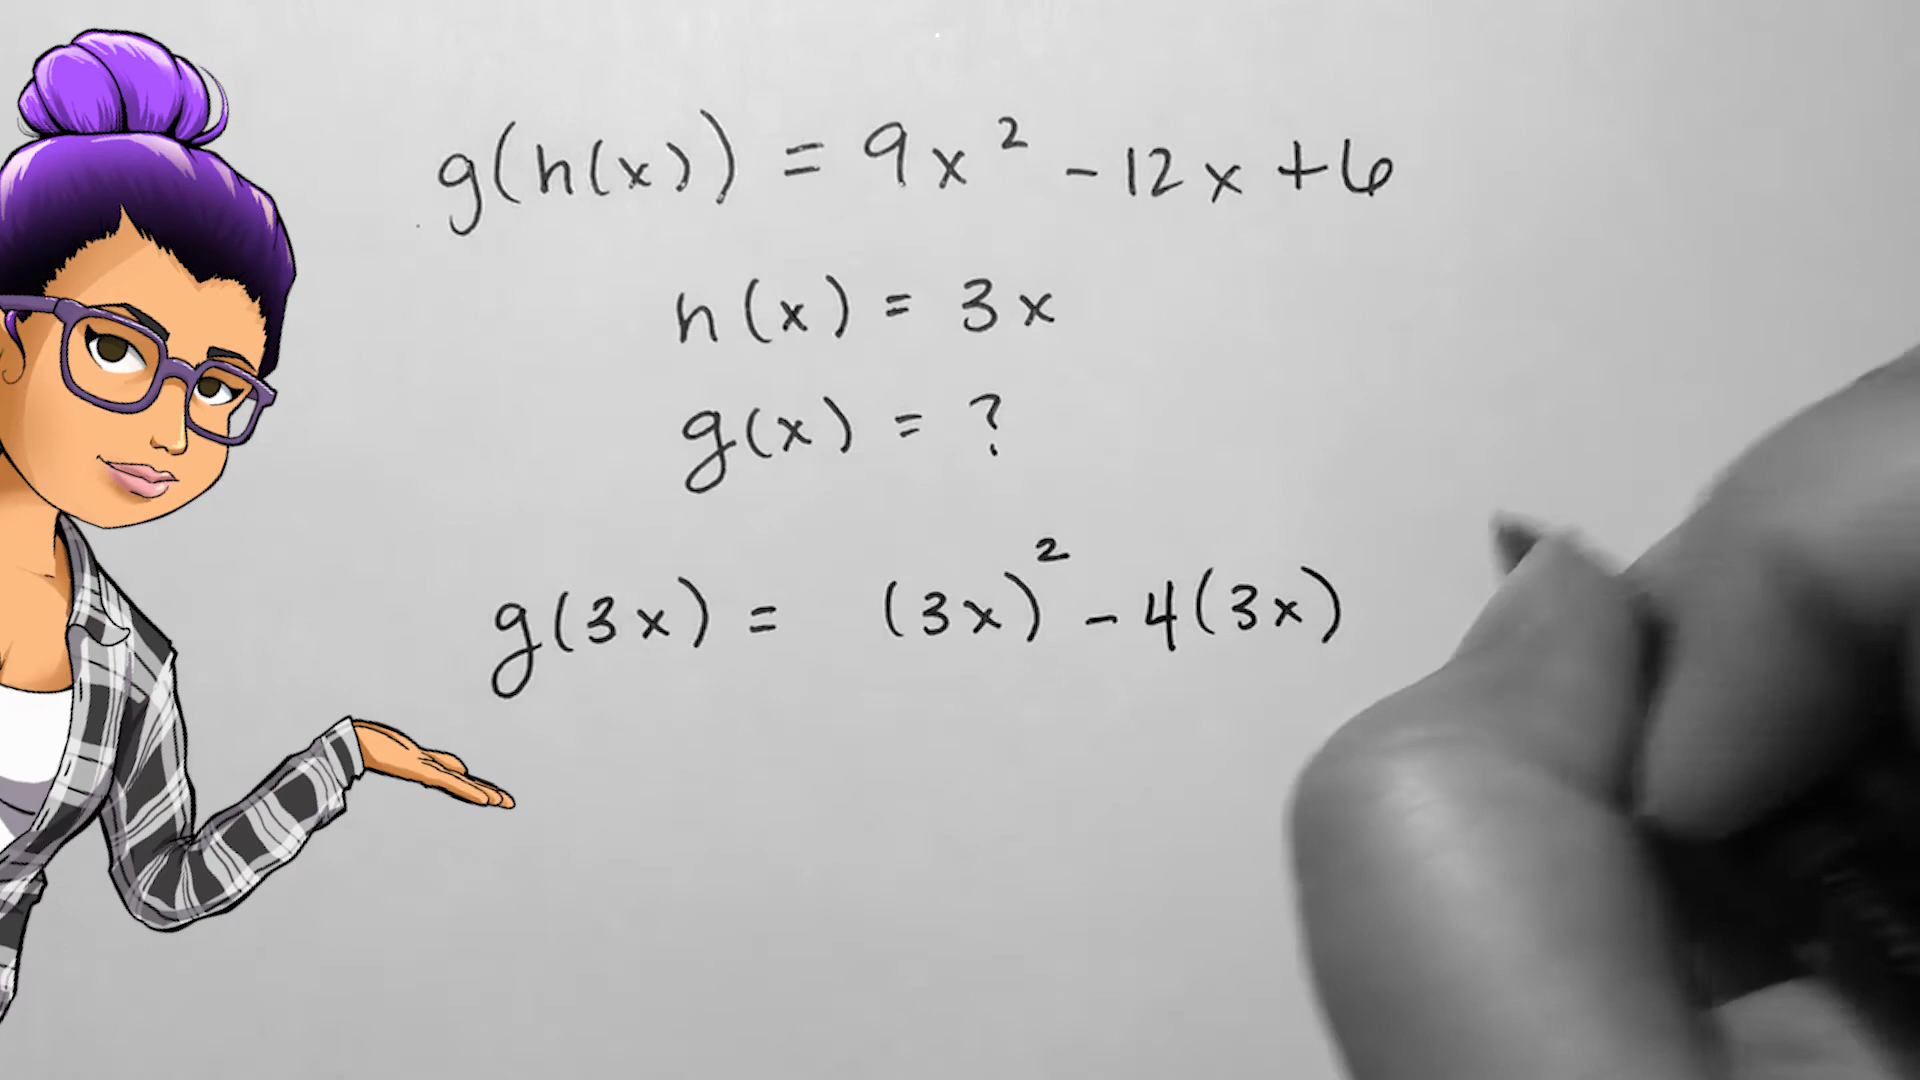 g(h(x)) = 9x² - 12x + 6
h(x) = 3x
g(x) = ?
g(3x) = (3x)² - 4(3x)